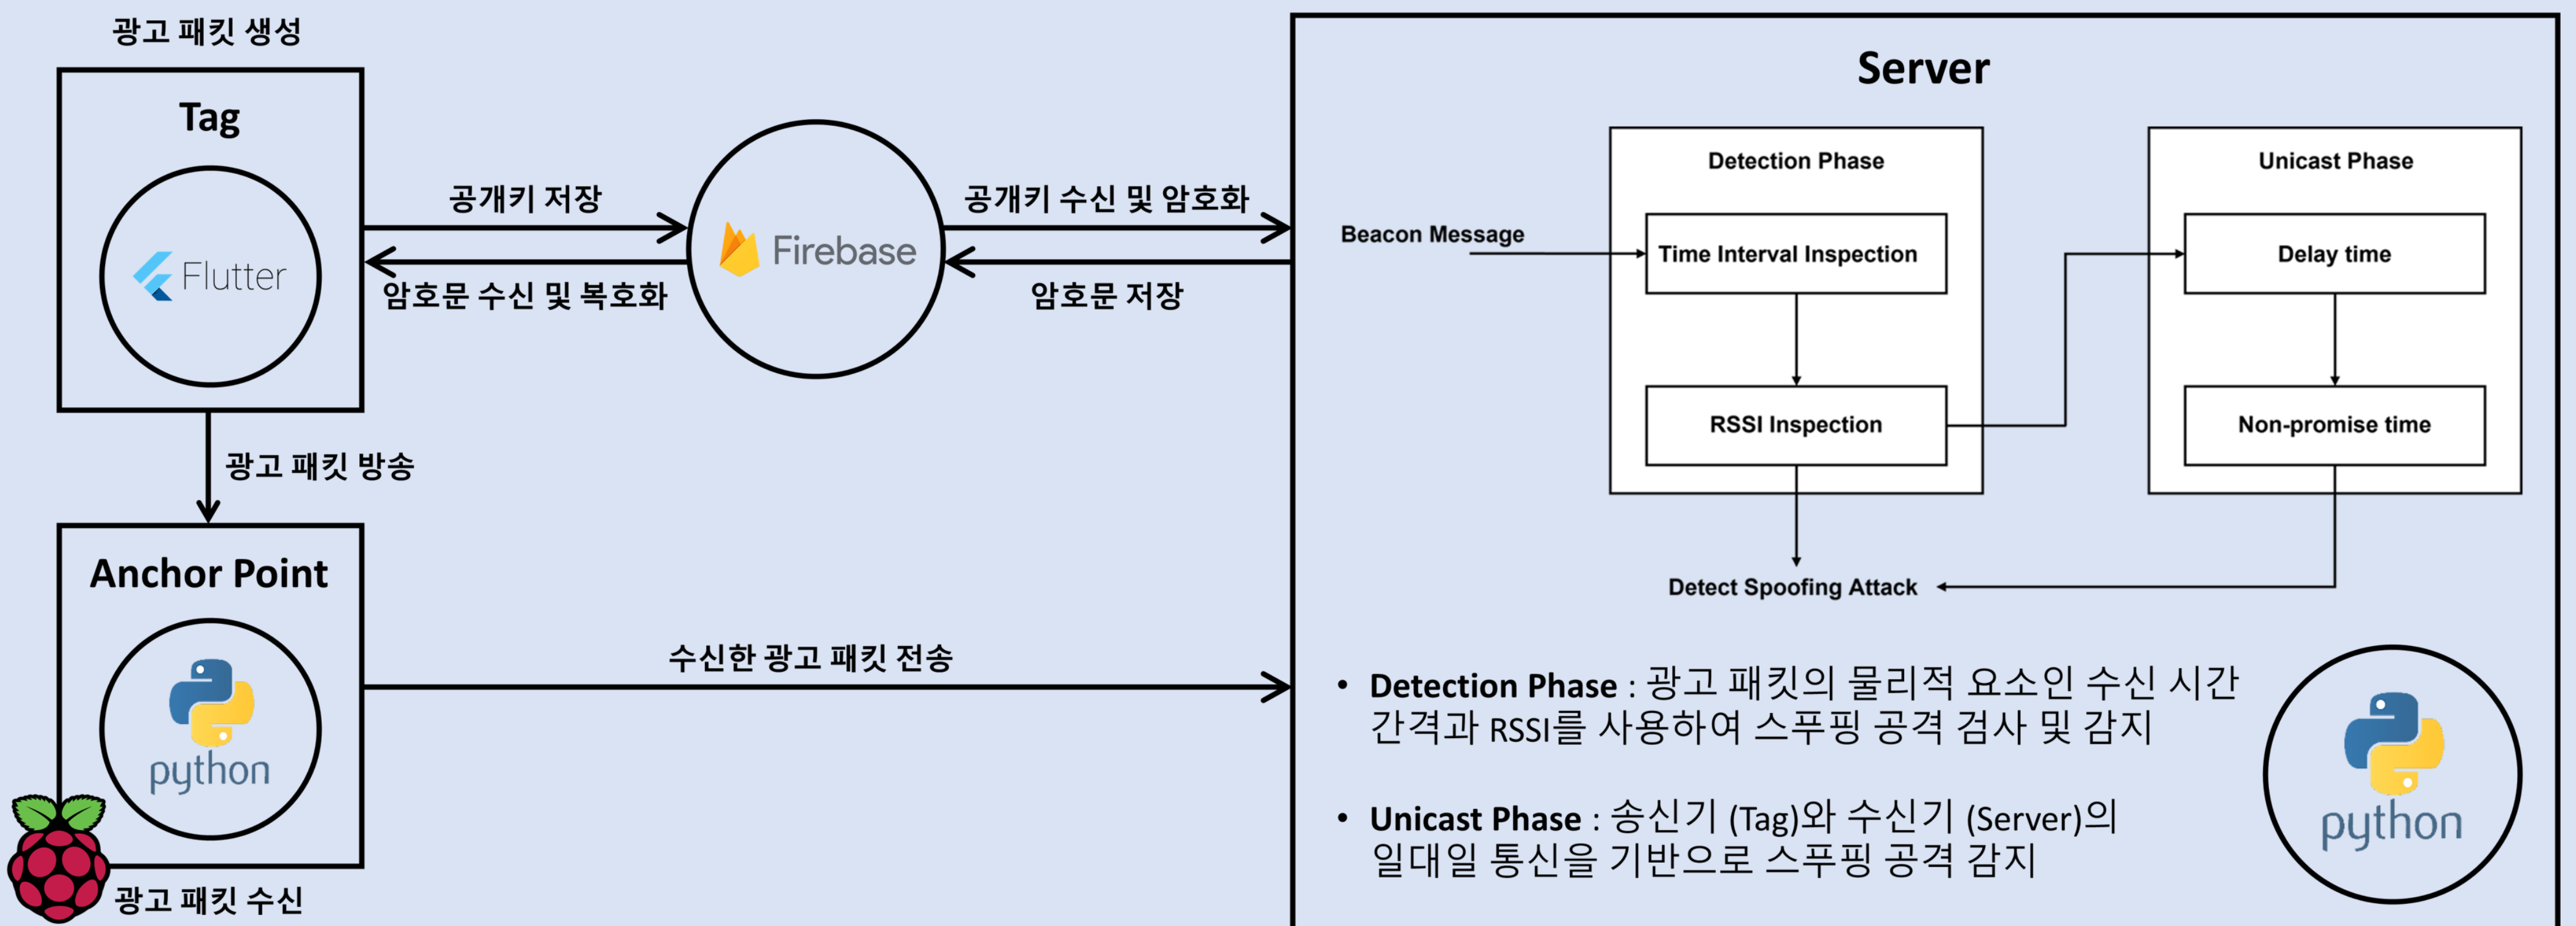 광고 패킷 생성
Tag
Flutter
공개키 저장
암호문 수신 및 복호화
Firebase
공개키 수신 및 암호화
암호문 저장
광고 패킷 방송
Anchor Point
python
광고 패킷 수신
수신한 광고 패킷 전송
Server
Beacon Message
Detection Phase
Time Interval Inspection
RSSI Inspection
Unicast Phase
Delay time
Non-promise time
Detect Spoofing Attack
• Detection Phase : 광고 패킷의 물리적 요소인 수신 시간
간격과 RSSI를 사용하여 스푸핑 공격 검사 및 감지
• Unicast Phase : 송신기 (Tag)와 수신기 (Server)의
일대일 통신을 기반으로 스푸핑 공격 감지
python